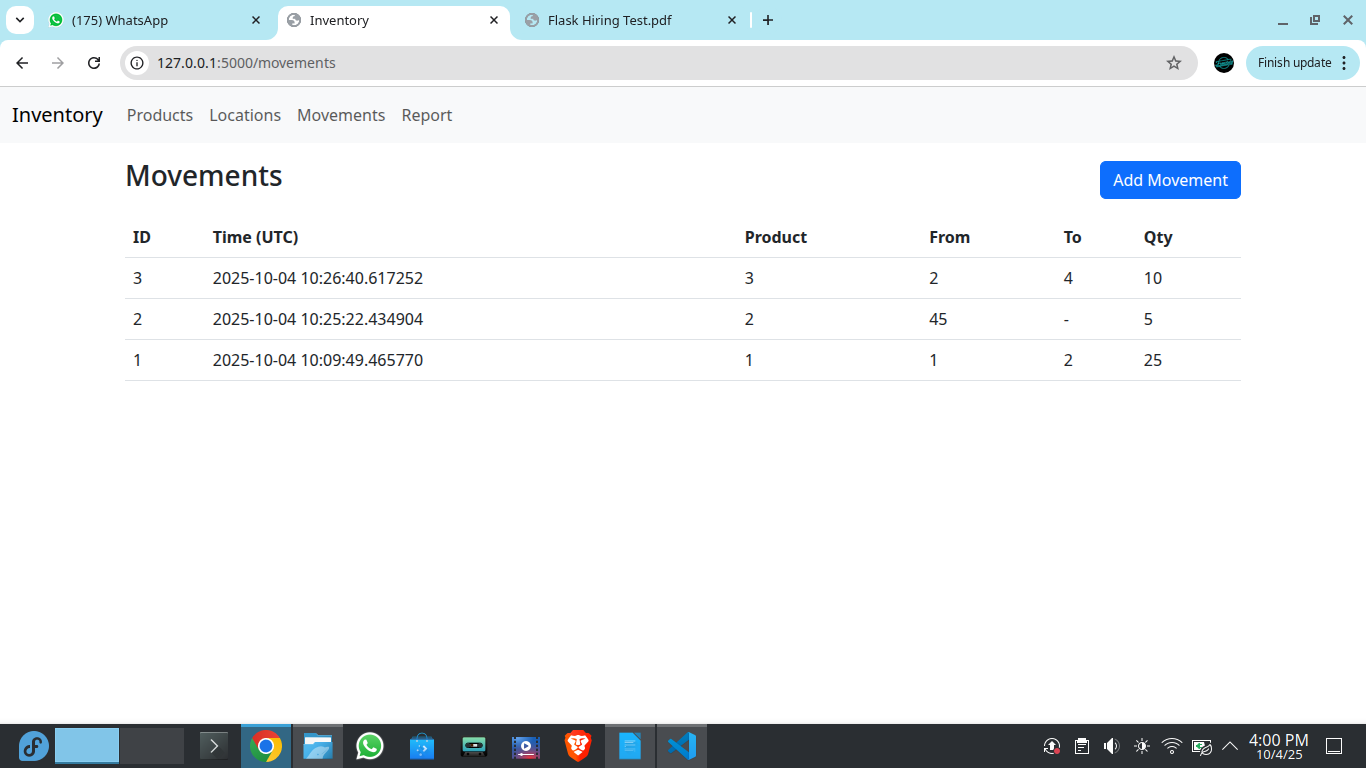 (175) WhatsApp
Inventory
Flask Hiring Test.pdf
127.0.0.1:5000/movements
Finish update
Inventory Products Locations Movements Report
Movements
Add Movement
ID Time (UTC) Product From To Qty
3 2025-10-04 10:26:40.617252 3 2 4 10
2 2025-10-04 10:25:22.434904 2 45 - 5
1 2025-10-04 10:09:49.465770 1 1 2 25
4:00 PM
10/4/25